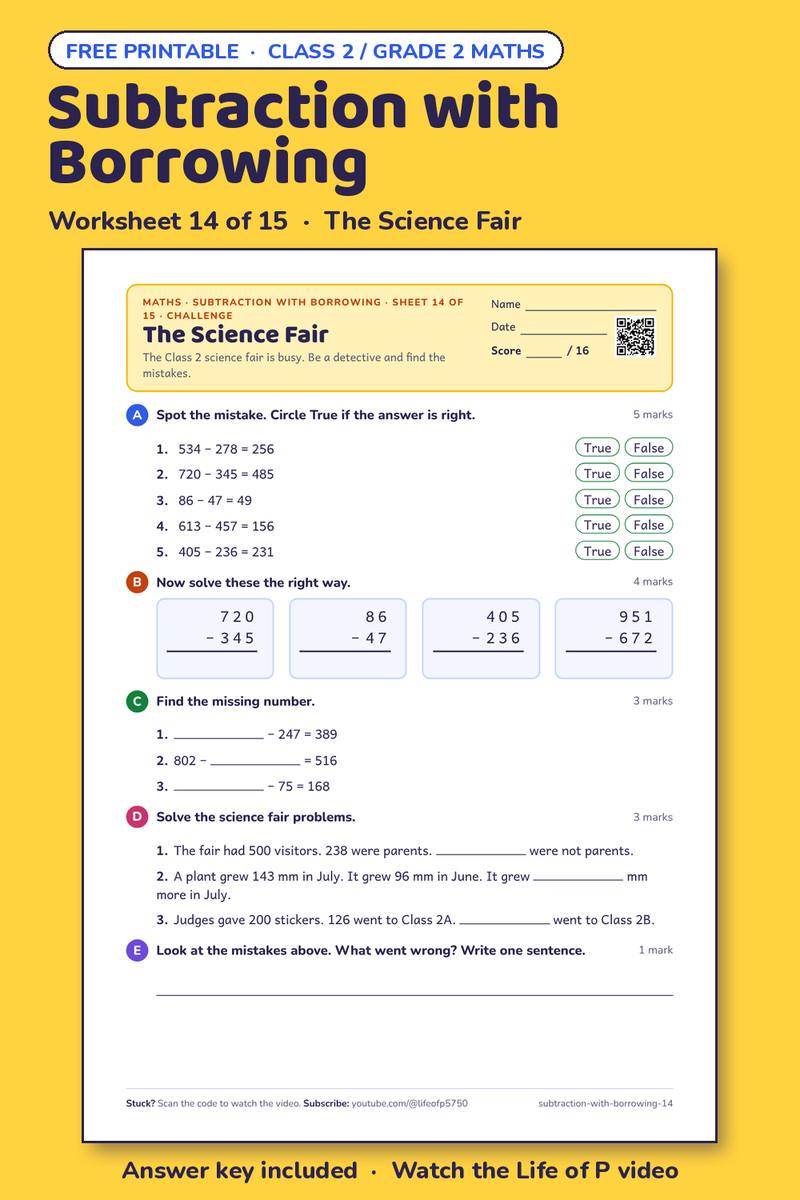 FREE PRINTABLE · CLASS 2 / GRADE 2 MATHS
Subtraction with
Borrowing
Worksheet 14 of 15 · The Science Fair
MATHS · SUBTRACTION WITH BORROWING · SHEET 14 OF
15 · CHALLENGE
The Science Fair
The Class 2 science fair is busy. Be a detective and find the
mistakes.
Name ____________
Date ____________
Score ______ / 16
A Spot the mistake. Circle True if the answer is right. 5 marks
1. 534 − 278 = 256 True False
2. 720 − 345 = 485 True False
3. 86 − 47 = 49 True False
4. 613 − 457 = 156 True False
5. 405 − 236 = 231 True False
B Now solve these the right way. 4 marks
720 86 405 951
− 345 − 47 − 236 − 672
C Find the missing number. 3 marks
1. ____________ − 247 = 389
2. 802 − ____________ = 516
3. ____________ − 75 = 168
D Solve the science fair problems. 3 marks
1. The fair had 500 visitors. 238 were parents. ____________ were not parents.
2. A plant grew 143 mm in July. It grew 96 mm in June. It grew ____________ mm
more in July.
3. Judges gave 200 stickers. 126 went to Class 2A. ____________ went to Class 2B.
E Look at the mistakes above. What went wrong? Write one sentence. 1 mark
Stuck? Scan the code to watch the video. Subscribe: youtube.com/@lifeofp5750 subtraction-with-borrowing-14
Answer key included · Watch the Life of P video